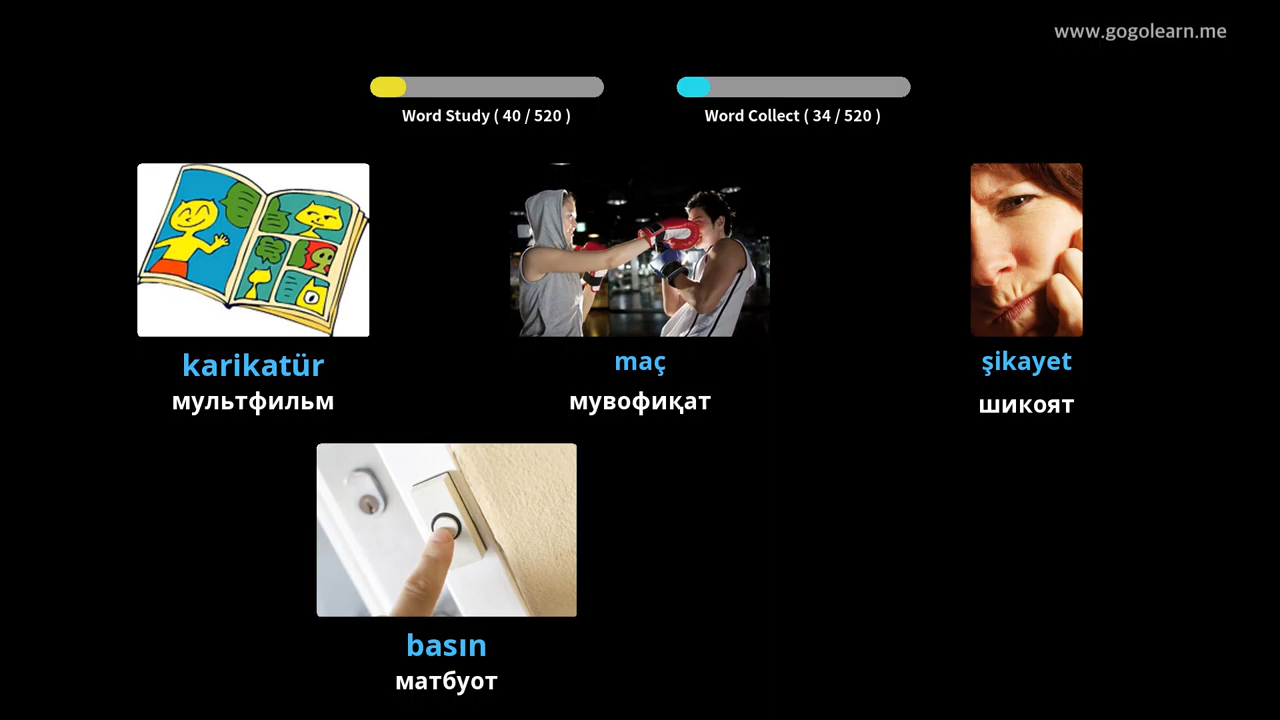 www.gogolearn.me
Word Study ( 40 / 520 )
Word Collect ( 34 / 520 )
karikatür
мультфильм
maç
мувофиқат
şikayet
шикоят
basın
матбуот